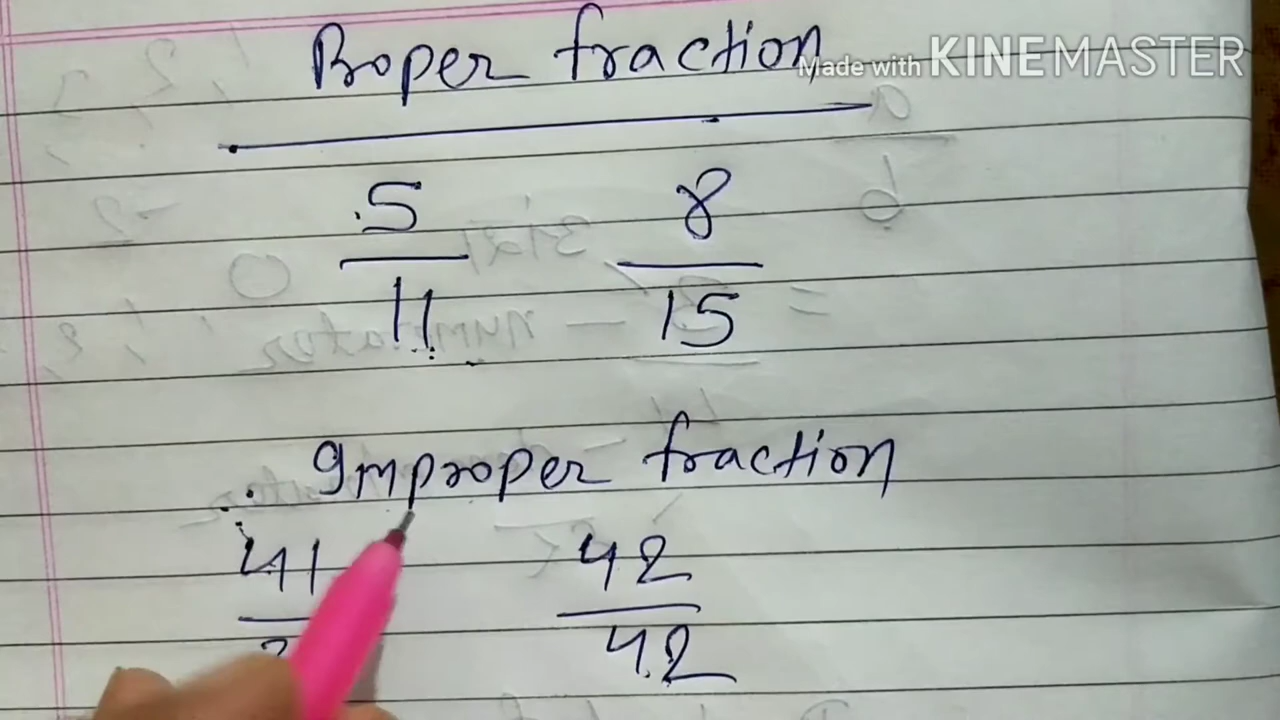 Proper fraction
Made with KINEMASTER
5 8
11 15
Improper fraction
41 42
42